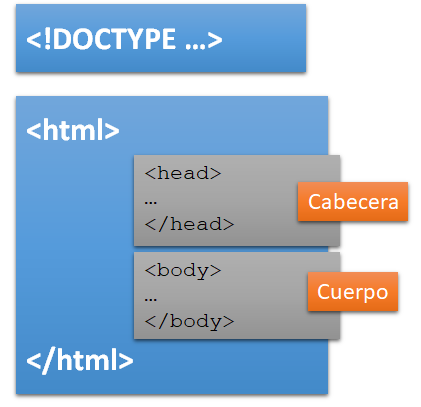 <!DOCTYPE …>
<html>
<head>
…
</head>
Cabecera
<body>
…
</body>
Cuerpo
</html>